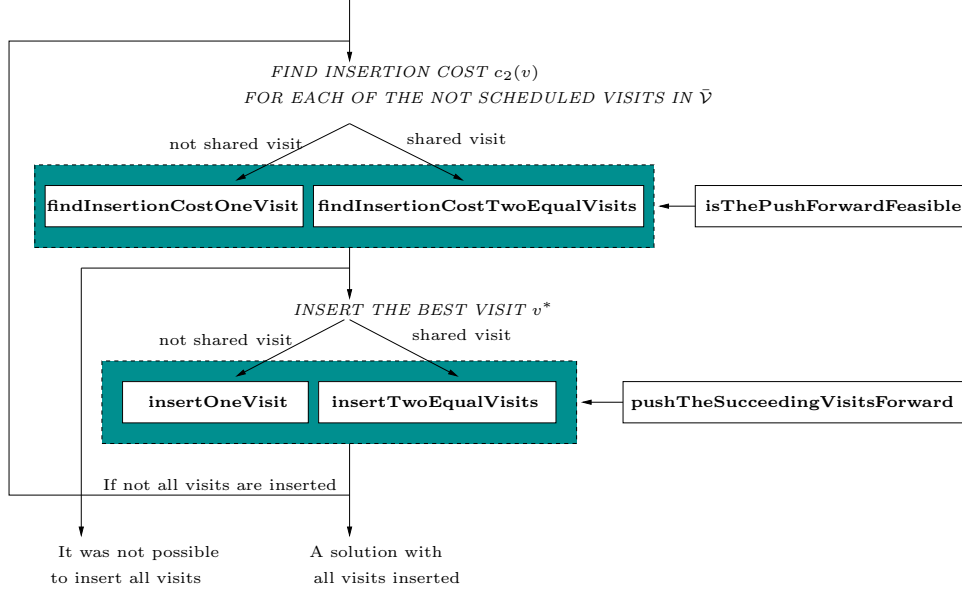 FIND INSERTION COST c₂(v)
FOR EACH OF THE NOT SCHEDULED VISITS IN V̄
not shared visit
shared visit
findInsertionCostOneVisit
findInsertionCostTwoEqualVisits
isThePushForwardFeasible
INSERT THE BEST VISIT v*
not shared visit
shared visit
insertOneVisit
insertTwoEqualVisits
pushTheSucceedingVisitsForward
If not all visits are inserted
It was not possible
to insert all visits
A solution with
all visits inserted